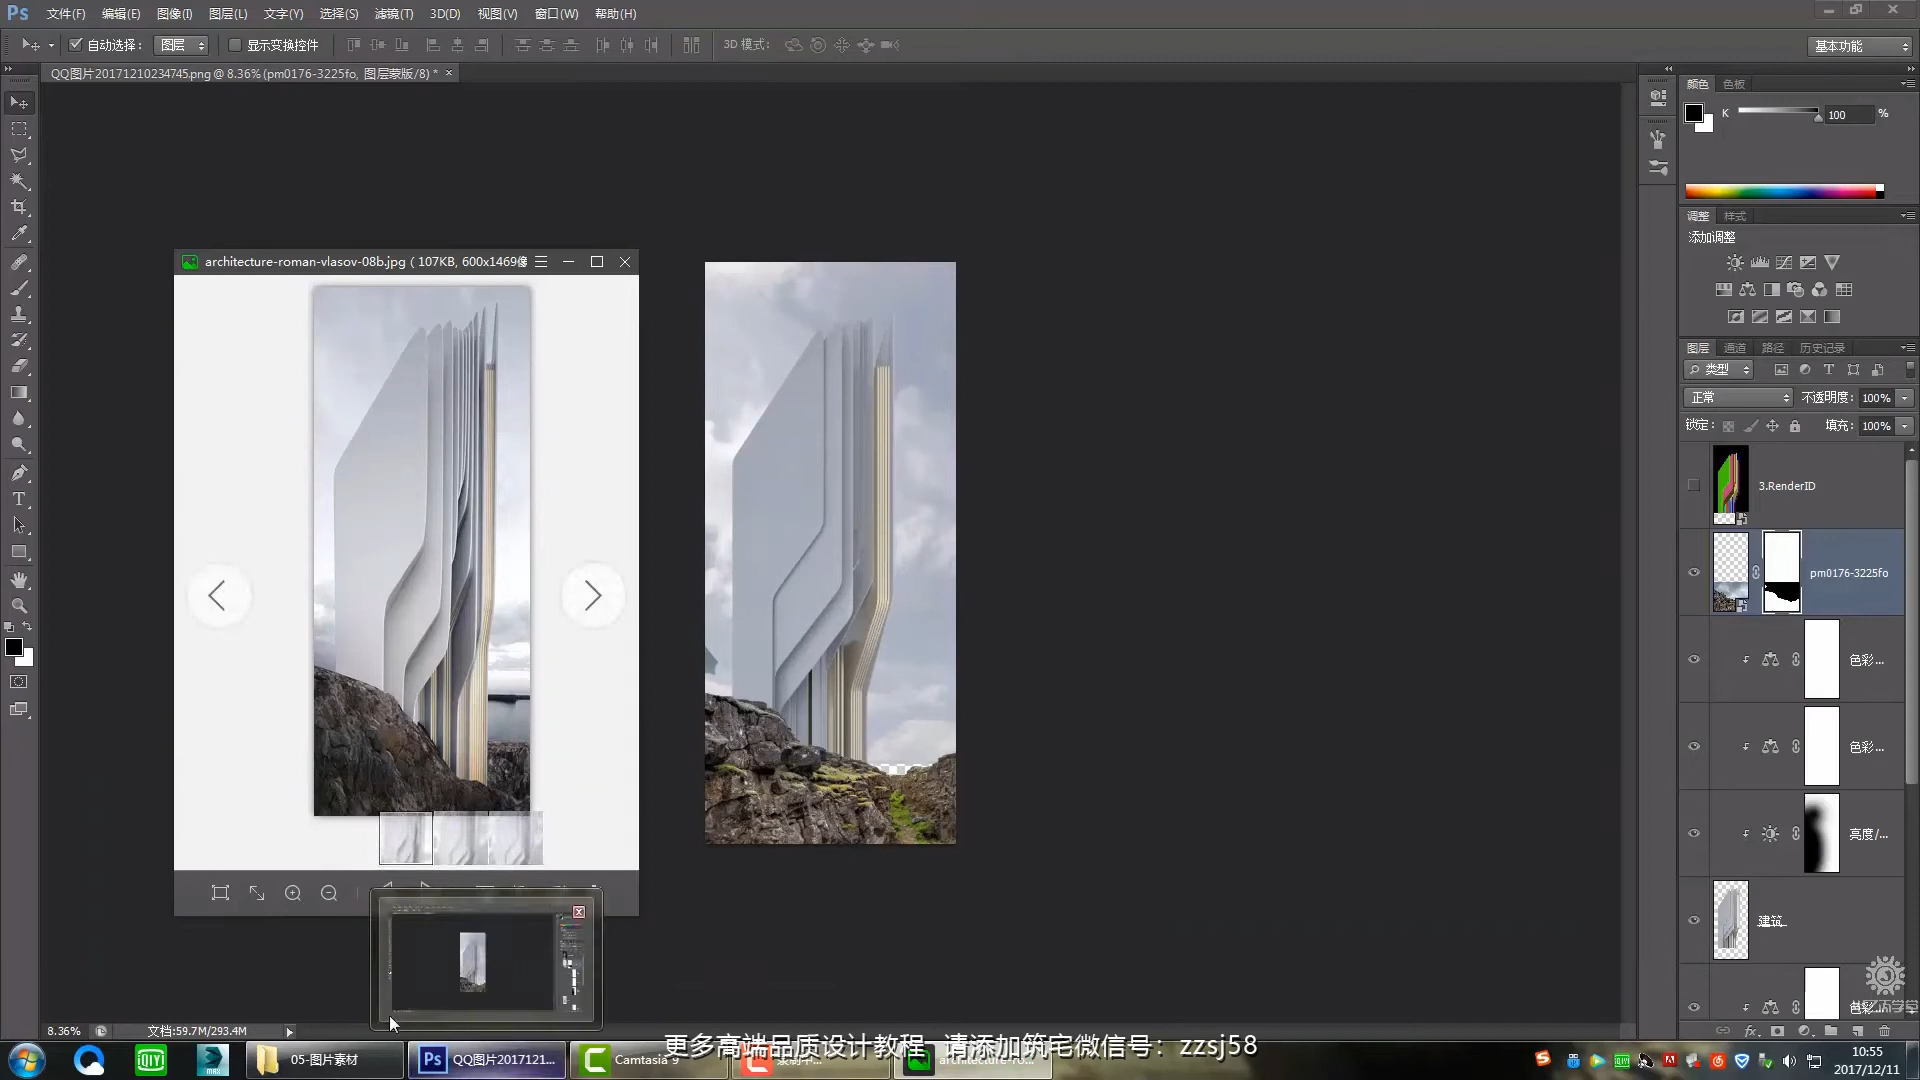 Ps 文件(F) 编辑(E) 图像(I) 图层(L) 文字(Y) 选择(S) 滤镜(T) 3D(D) 视图(V) 窗口(W) 帮助(H)
自动选择: 图层 显示变换控件 3D 模式: 基本功能
QQ图片20171210234745.png @ 8.36% (pm0176-3225fo, 图层蒙版/8) * ×
颜色 色板
K 100 %
调整 样式
添加调整
图层 通道 路径 历史记录
类型
正常 不透明度: 100%
锁定: 填充: 100%
3.RenderID
pm0176-3225fo
色彩...
色彩...
亮度/...
建筑
色彩...
architecture-roman-vlasov-08b.jpg ( 107KB, 600x1469像
8.36% 文档:59.7M/293.4M
更多高端品质设计教程 请添加筑宅微信号：zzsj58
iQIYI
MAX
05-图片素材
Ps QQ图片2017121...
Camtasia 9
architecture-ro...
10:55
2017/12/11